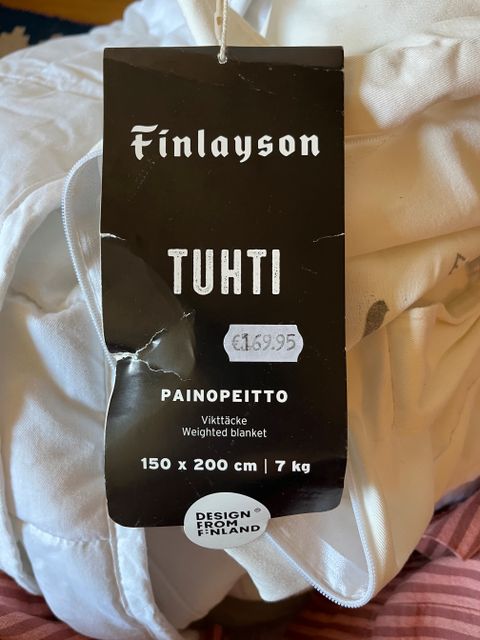 Finlayson
TUHTI
€169.95
PAINOPEITTO
Vikttäcke
Weighted blanket
150 x 200 cm | 7 kg
DESIGN ®
FROM
FINLAND